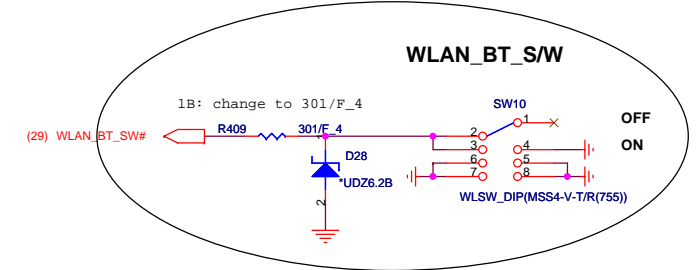 WLAN_BT_S/W
1B: change to 301/F_4
SW10
1
OFF
(29) WLAN_BT_SW#
R409
301/F_4
2
3
4
ON
D28
6
5
*UDZ6.2B
7
8
1
2
WLSW_DIP(MSS4-V-T/R(755))